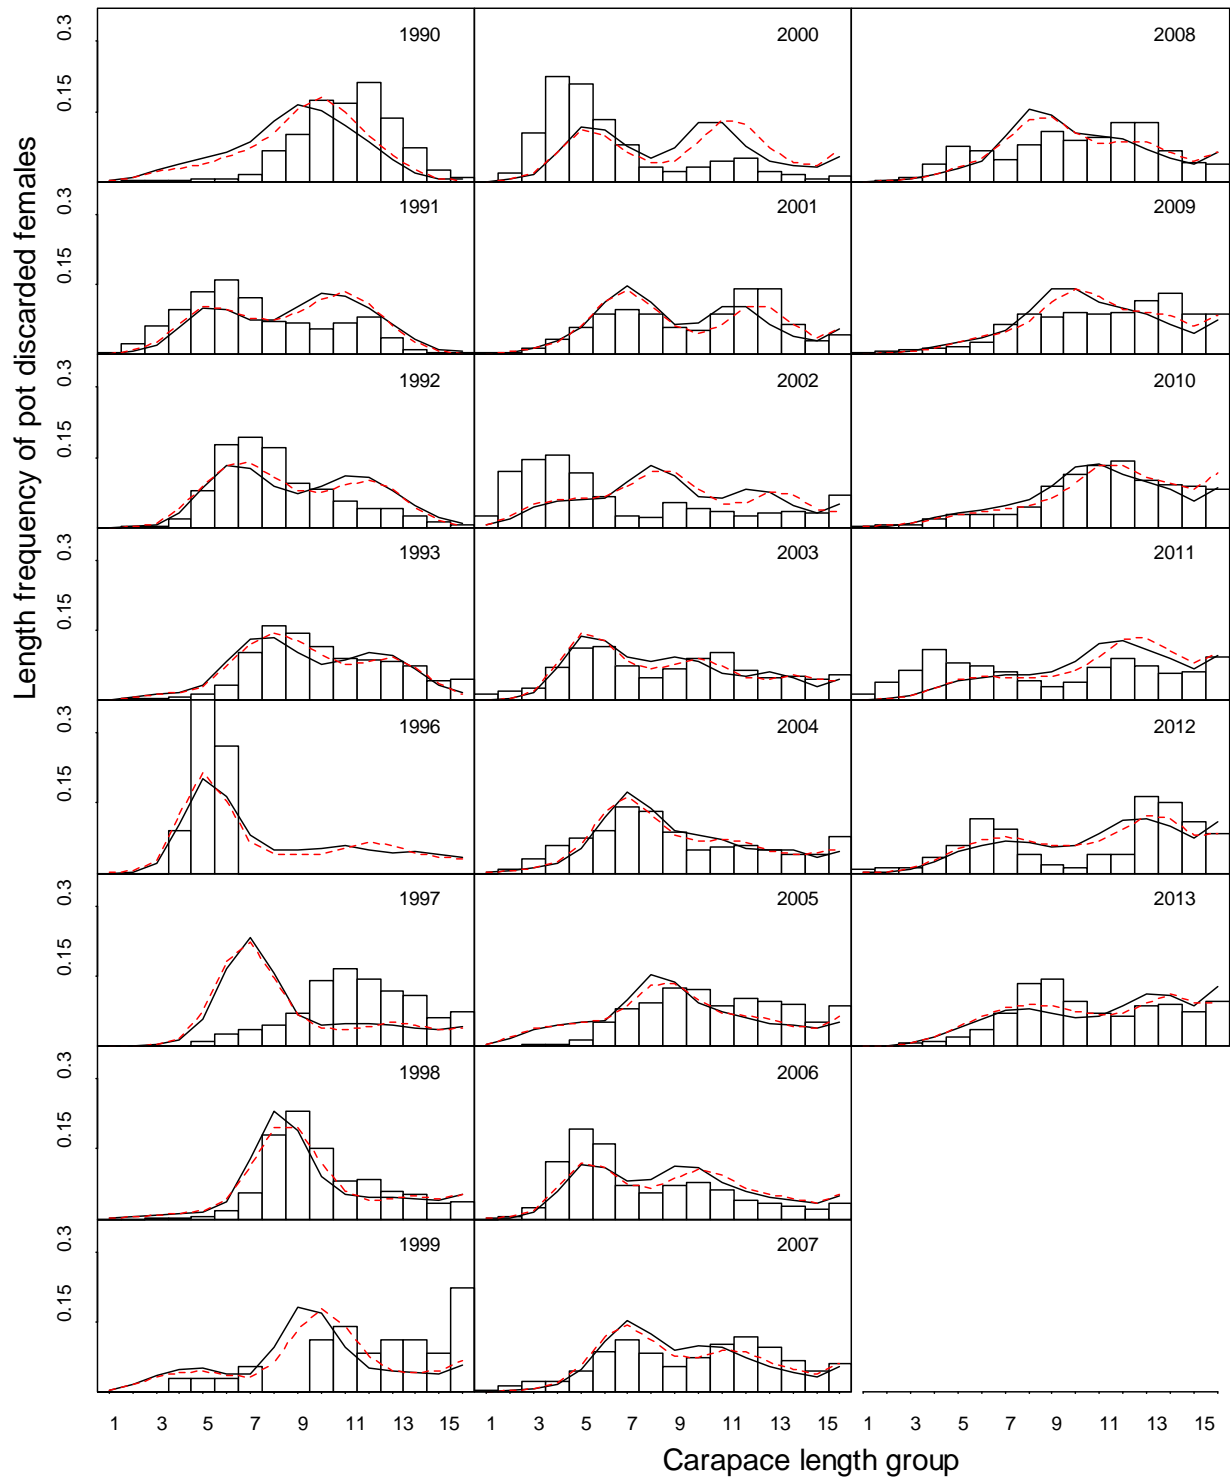 Length frequency of pot discarded females
0.3 0.15 1990 2000 2008
0.3 0.15 1991 2001 2009
0.3 0.15 1992 2002 2010
0.3 0.15 1993 2003 2011
0.3 0.15 1996 2004 2012
0.3 0.15 1997 2005 2013
0.3 0.15 1998 2006
0.3 0.15 1999 2007
1 3 5 7 9 11 13 15 1 3 5 7 9 11 13 15 1 3 5 7 9 11 13 15
Carapace length group